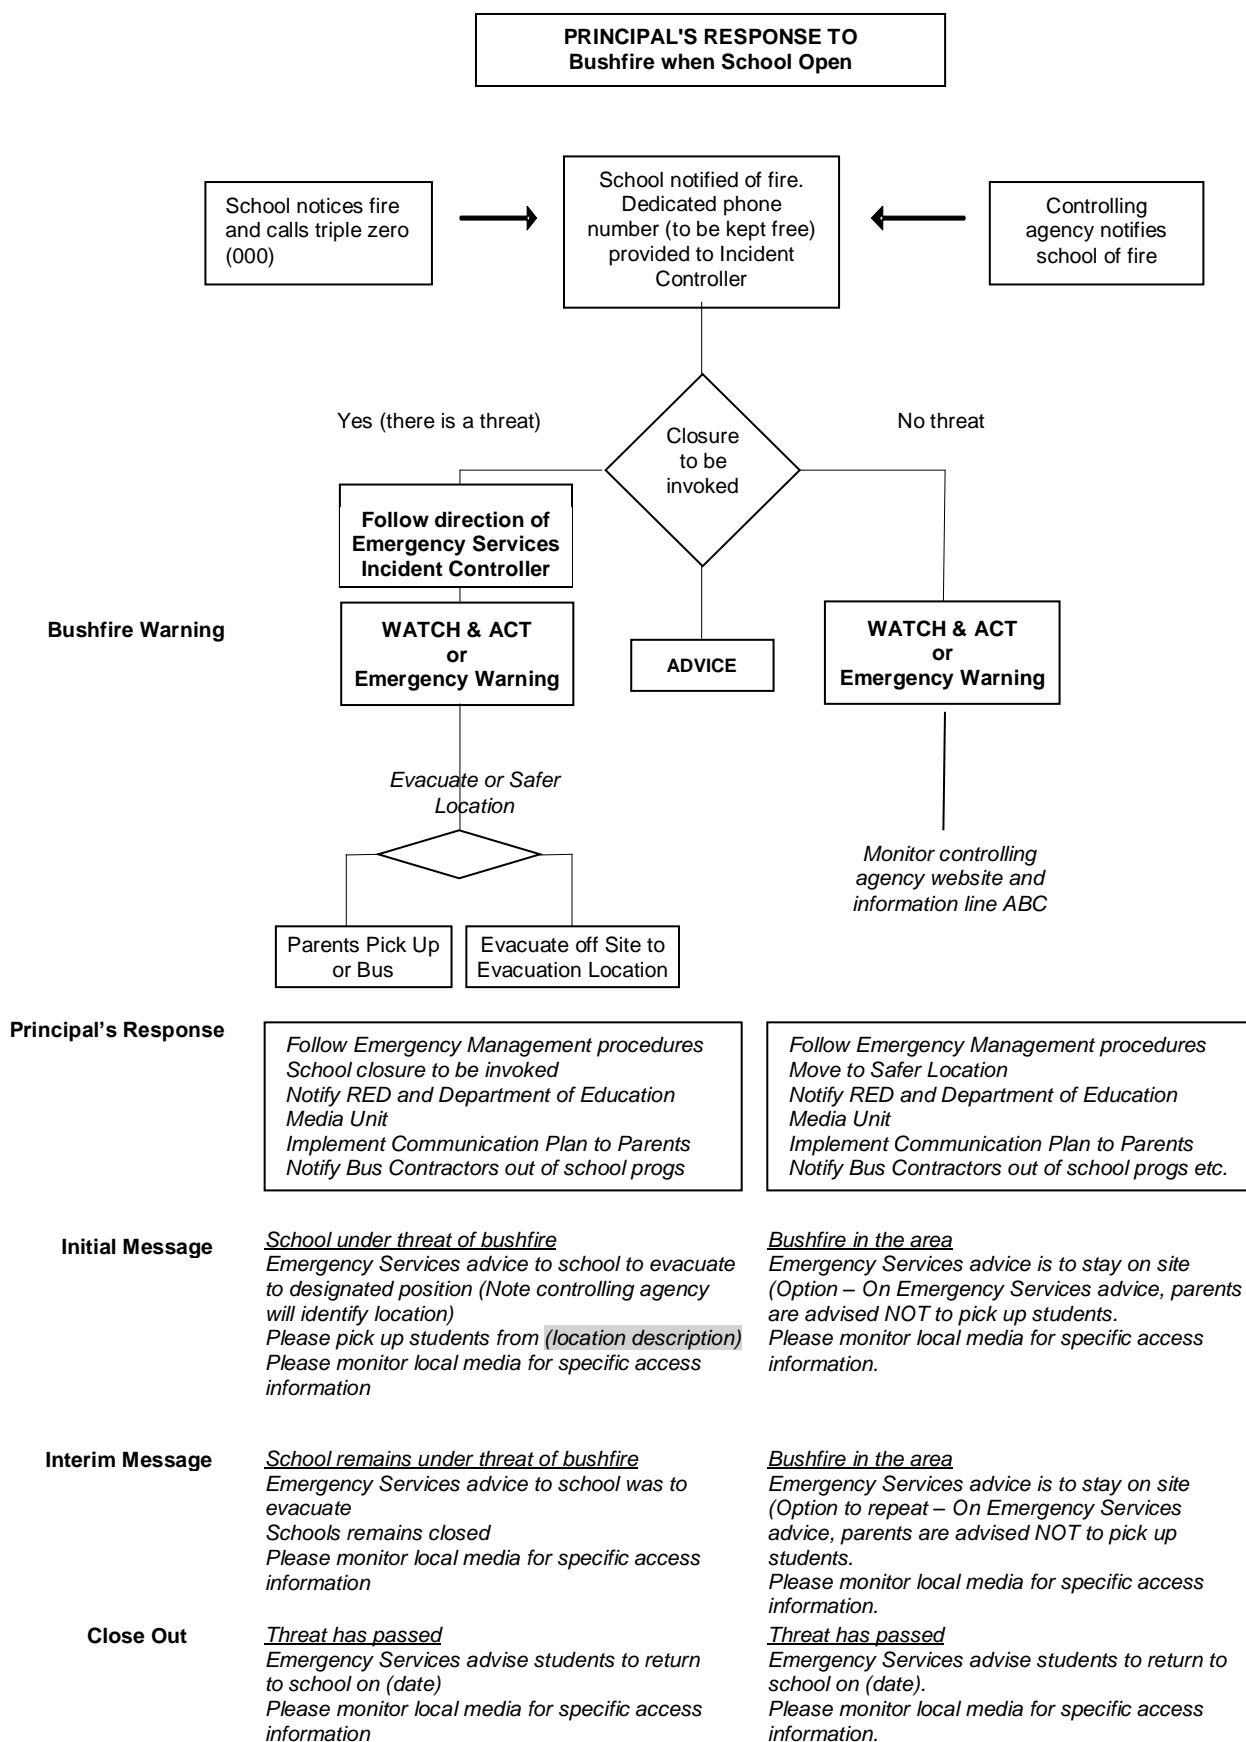 PRINCIPAL'S RESPONSE TO
Bushfire when School Open
School notices fire
and calls triple zero
(000)
School notified of fire.
Dedicated phone
number (to be kept free)
provided to Incident
Controller
Controlling
agency notifies
school of fire
Yes (there is a threat)
Closure
to be
invoked
No threat
Follow direction of
Emergency Services
Incident Controller
Bushfire Warning
WATCH & ACT
or
Emergency Warning
ADVICE
WATCH & ACT
or
Emergency Warning
Evacuate or Safer
Location
Monitor controlling
agency website and
information line ABC
Parents Pick Up
or Bus
Evacuate off Site to
Evacuation Location
Principal’s Response
Follow Emergency Management procedures
School closure to be invoked
Notify RED and Department of Education
Media Unit
Implement Communication Plan to Parents
Notify Bus Contractors out of school progs
Follow Emergency Management procedures
Move to Safer Location
Notify RED and Department of Education
Media Unit
Implement Communication Plan to Parents
Notify Bus Contractors out of school progs etc.
Initial Message
School under threat of bushfire
Emergency Services advice to school to evacuate
to designated position (Note controlling agency
will identify location)
Please pick up students from (location description)
Please monitor local media for specific access
information
Bushfire in the area
Emergency Services advice is to stay on site
(Option – On Emergency Services advice, parents
are advised NOT to pick up students.
Please monitor local media for specific access
information.
Interim Message
School remains under threat of bushfire
Emergency Services advice to school was to
evacuate
Schools remains closed
Please monitor local media for specific access
information
Bushfire in the area
Emergency Services advice is to stay on site
(Option to repeat – On Emergency Services
advice, parents are advised NOT to pick up
students.
Please monitor local media for specific access
information.
Close Out
Threat has passed
Emergency Services advise students to return
to school on (date)
Please monitor local media for specific access
information
Threat has passed
Emergency Services advise students to return to
school on (date).
Please monitor local media for specific access
information.